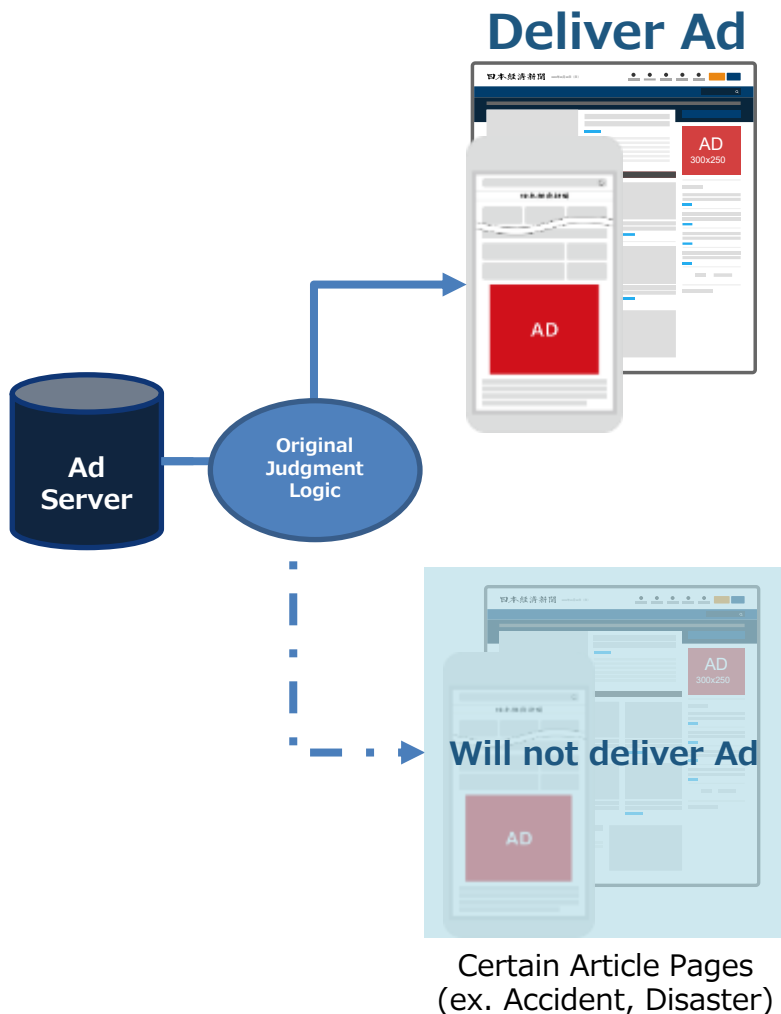 Deliver Ad
日本経済新聞
AD
300x250
AD
Ad
Server
Original
Judgment
Logic
日本経済新聞
AD
300x250
Will not deliver Ad
AD
Certain Article Pages
(ex. Accident, Disaster)